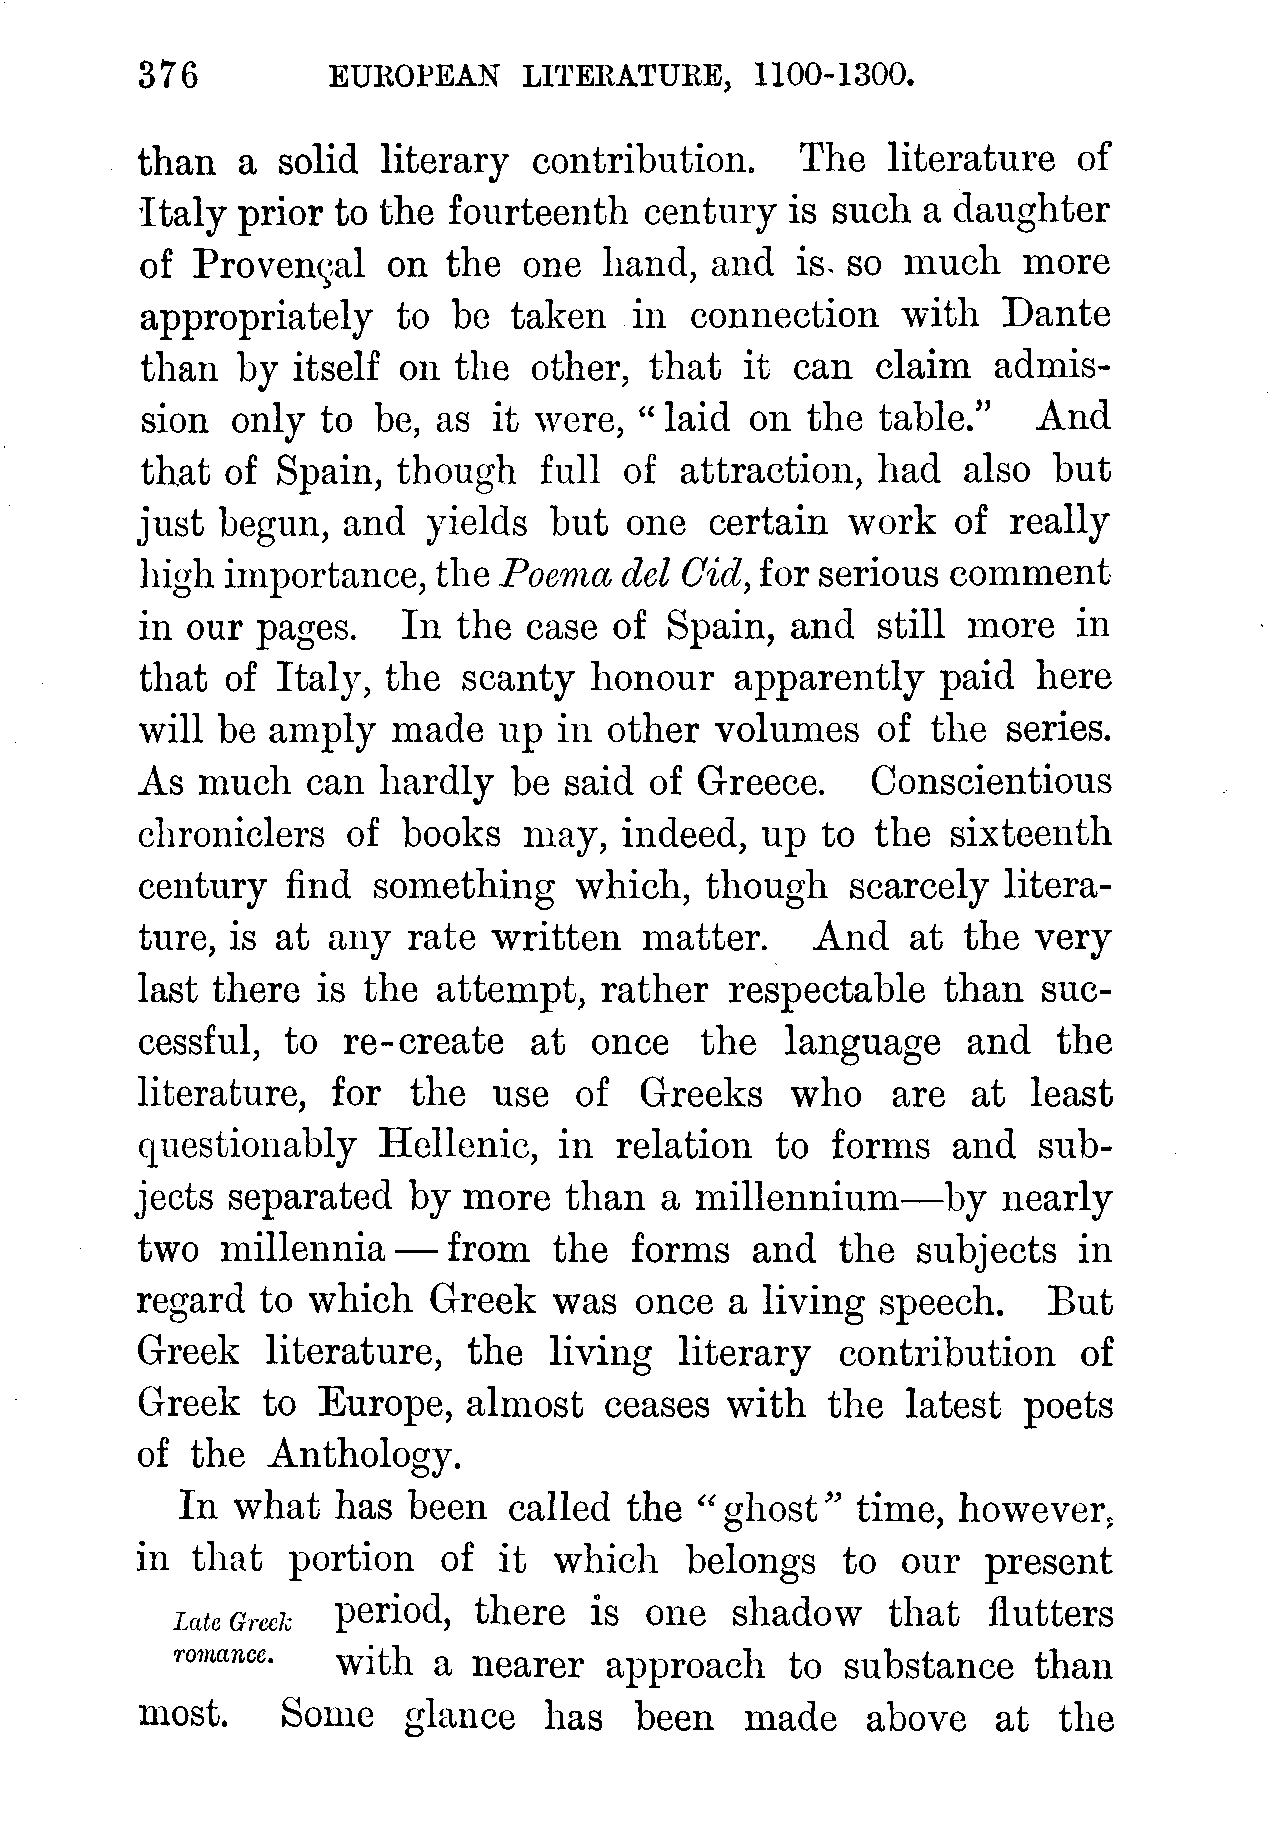 376 EUROPEAN LITERATURE, 1100-1300.
than a solid literary contribution. The literature of
Italy prior to the fourteenth century is such a daughter
of Provençal on the one hand, and is so much more
appropriately to be taken in connection with Dante
than by itself on the other, that it can claim admis-
sion only to be, as it were, “laid on the table.” And
that of Spain, though full of attraction, had also but
just begun, and yields but one certain work of really
high importance, the Poema del Cid, for serious comment
in our pages. In the case of Spain, and still more in
that of Italy, the scanty honour apparently paid here
will be amply made up in other volumes of the series.
As much can hardly be said of Greece. Conscientious
chroniclers of books may, indeed, up to the sixteenth
century find something which, though scarcely litera-
ture, is at any rate written matter. And at the very
last there is the attempt, rather respectable than suc-
cessful, to re-create at once the language and the
literature, for the use of Greeks who are at least
questionably Hellenic, in relation to forms and sub-
jects separated by more than a millennium—by nearly
two millennia—from the forms and the subjects in
regard to which Greek was once a living speech. But
Greek literature, the living literary contribution of
Greek to Europe, almost ceases with the latest poets
of the Anthology.
In what has been called the “ghost” time, however,
in that portion of it which belongs to our present
Late Greek period, there is one shadow that flutters
romance. with a nearer approach to substance than
most. Some glance has been made above at the